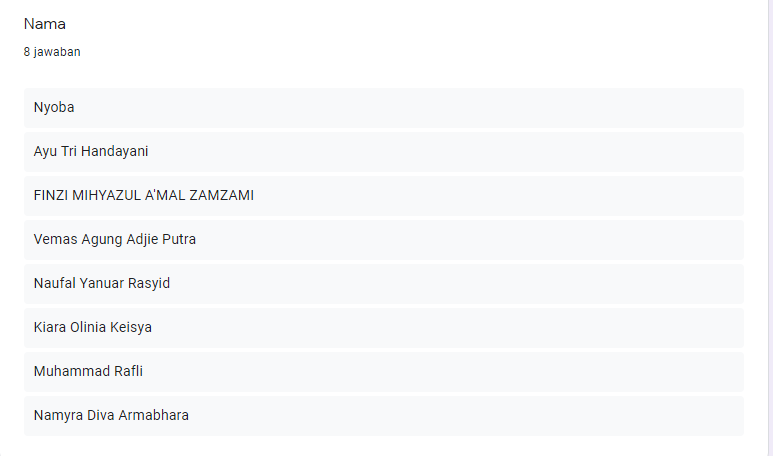 Nama
8 jawaban
Nyoba
Ayu Tri Handayani
FINZI MIHYAZUL A'MAL ZAMZAMI
Vemas Agung Adjie Putra
Naufal Yanuar Rasyid
Kiara Olinia Keisya
Muhammad Rafli
Namyra Diva Armabhara